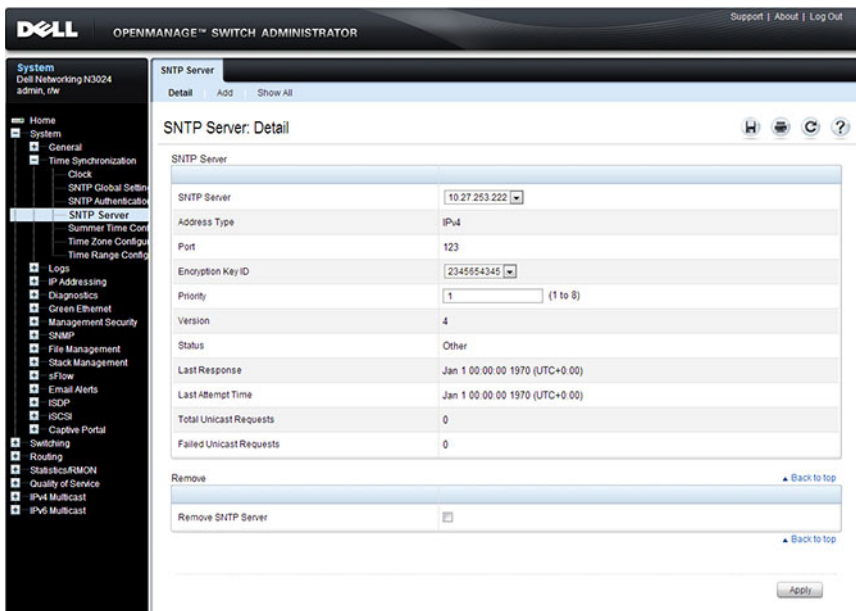 Support | About | Log Out
DELL
OPENMANAGE™ SWITCH ADMINISTRATOR
System
Dell Networking N3024
admin, r/w
Home
System
General
Time Synchronization
Clock
SNTP Global Settin
SNTP Authenticatio
SNTP Server
Summer Time Conf
Time Zone Configur
Time Range Config
Logs
IP Addressing
Diagnostics
Green Ethernet
Management Security
SNMP
File Management
Stack Management
sFlow
Email Alerts
ISDP
iSCSI
Captive Portal
Switching
Routing
Statistics/RMON
Quality of Service
IPv4 Multicast
IPv6 Multicast
SNTP Server
Detail Add Show All
SNTP Server: Detail
SNTP Server
SNTP Server 10.27.253.222
Address Type IPv4
Port 123
Encryption Key ID 2345654345
Priority 1 (1 to 8)
Version 4
Status Other
Last Response Jan 1 00:00:00 1970 (UTC+0:00)
Last Attempt Time Jan 1 00:00:00 1970 (UTC+0:00)
Total Unicast Requests 0
Failed Unicast Requests 0
Remove Back to top
Remove SNTP Server
Back to top
Apply